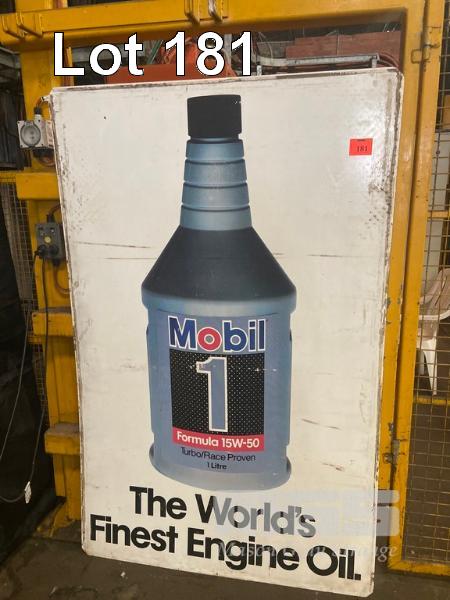 Lot 181
181
Mobil
1
Formula 15W-50
Turbo/Race Proven
1 Litre
The World's
Finest Engine Oil.